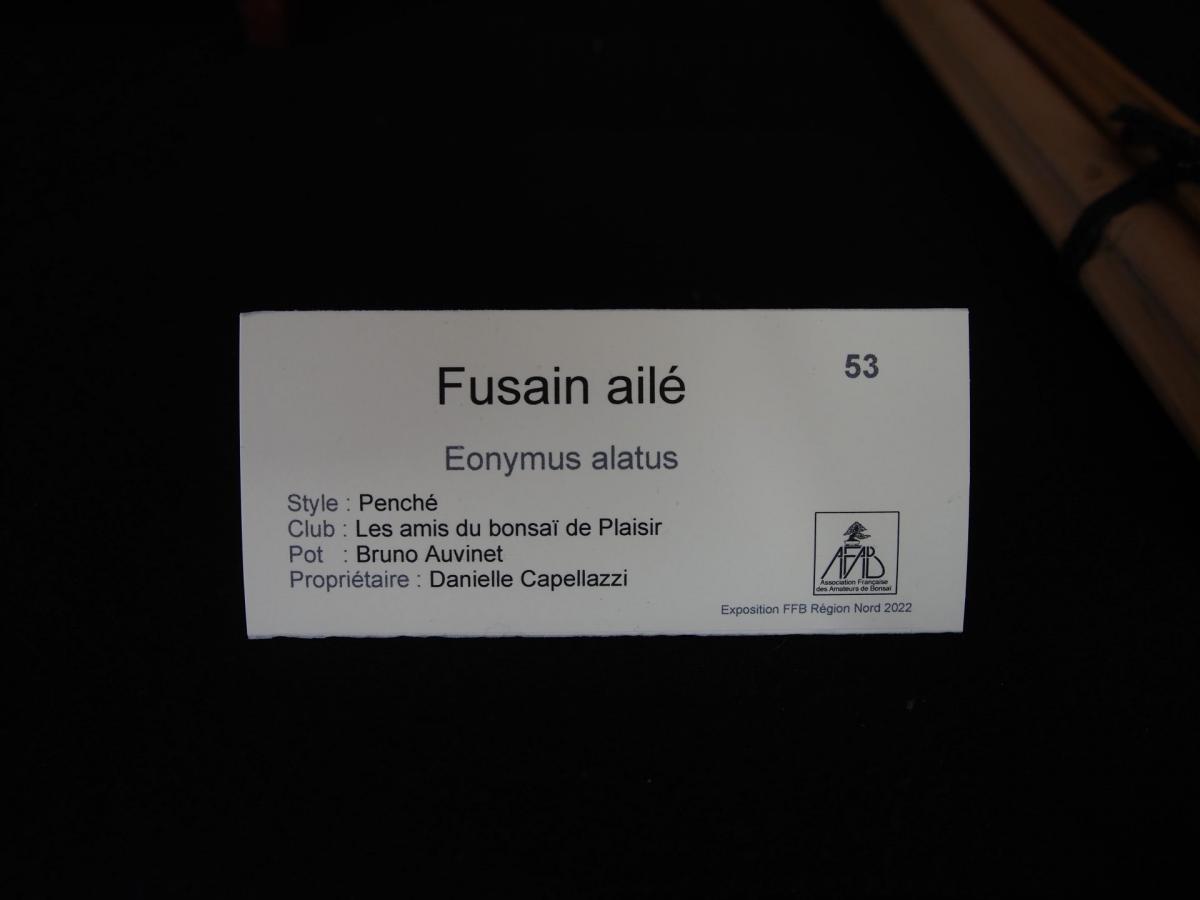 Fusain ailé
53
Eonymus alatus
Style : Penché
Club : Les amis du bonsaï de Plaisir
Pot : Bruno Auvinet
Propriétaire : Danielle Capellazzi
AFAB
Association Française
des Amateurs de Bonsaï
Exposition FFB Région Nord 2022